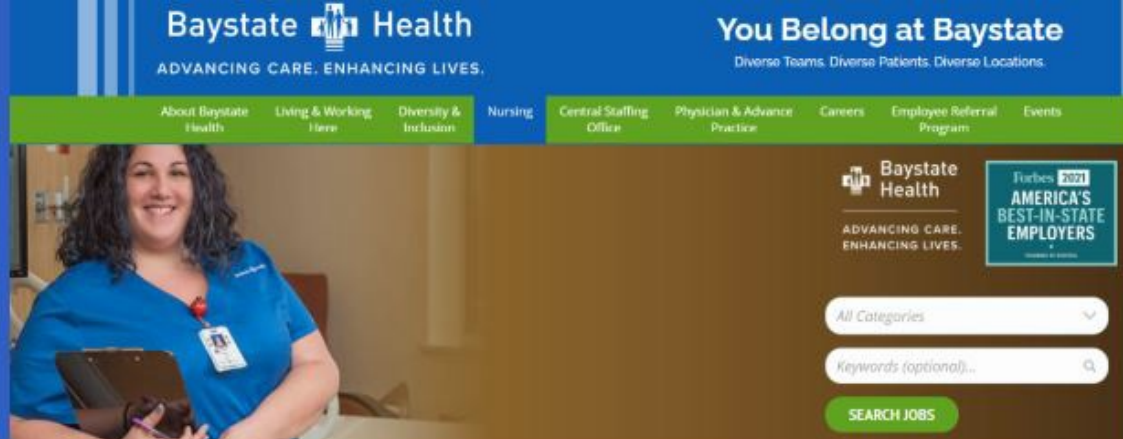 Baystate Health
ADVANCING CARE. ENHANCING LIVES.
You Belong at Baystate
Diverse Teams. Diverse Patients. Diverse Locations.
About Baystate
Health
Living & Working
Here
Diversity &
Inclusion
Nursing
Central Staffing
Office
Physician & Advance
Practice
Careers
Employee Referral
Program
Events
Baystate
Health
ADVANCING CARE.
ENHANCING LIVES.
Forbes 2021
AMERICA'S
BEST-IN-STATE
EMPLOYERS
All Categories
Keywords (optional)...
SEARCH JOBS